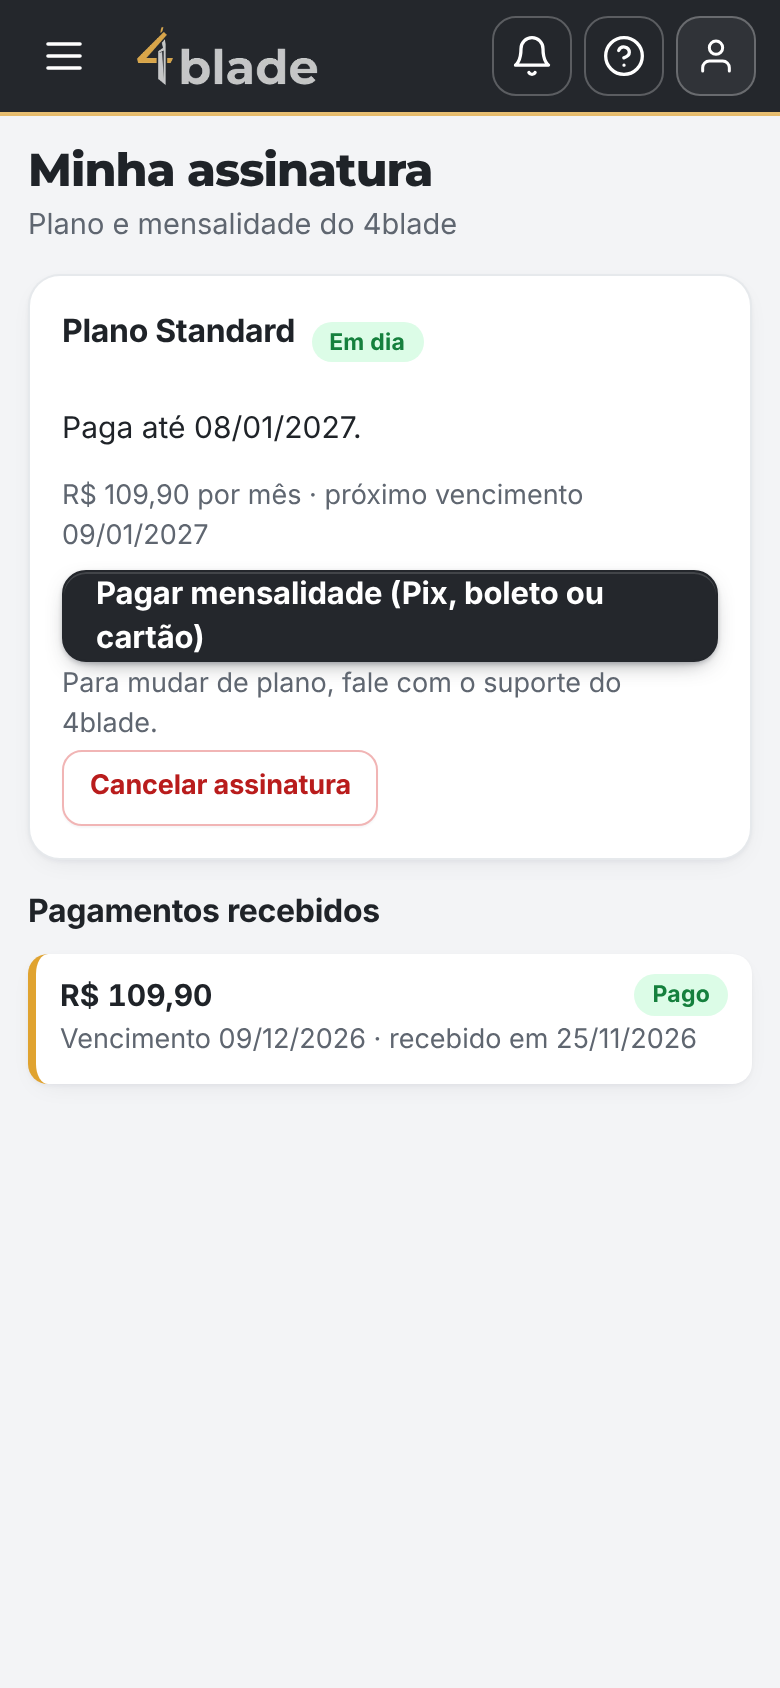 4blade
Minha assinatura
Plano e mensalidade do 4blade
Plano Standard
Em dia
Paga até 08/01/2027.
R$ 109,90 por mês · próximo vencimento
09/01/2027
Pagar mensalidade (Pix, boleto ou
cartão)
Para mudar de plano, fale com o suporte do
4blade.
Cancelar assinatura
Pagamentos recebidos
R$ 109,90
Pago
Vencimento 09/12/2026 · recebido em 25/11/2026